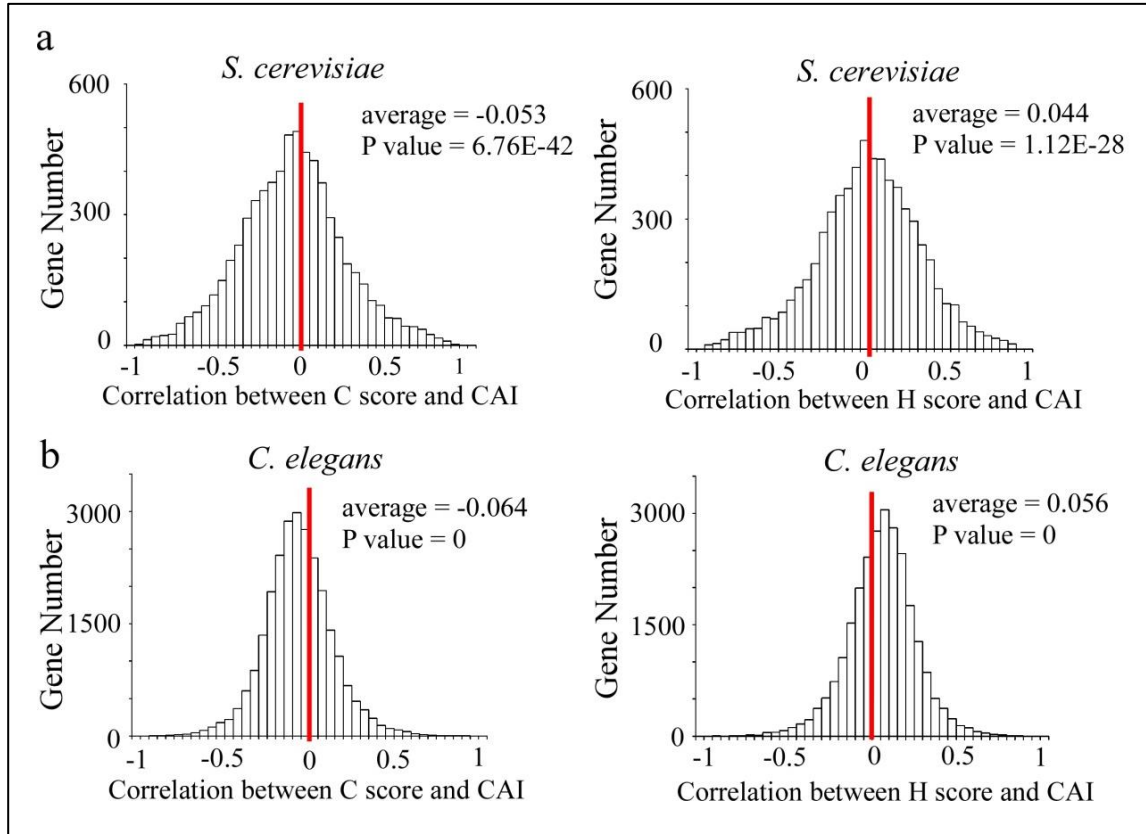 a
S. cerevisiae
average = -0.053
P value = 6.76E-42
Gene Number
600
300
0
-1
-0.5
0
0.5
1
Correlation between C score and CAI
S. cerevisiae
average = 0.044
P value = 1.12E-28
Gene Number
600
300
0
-1
-0.5
0
0.5
1
Correlation between H score and CAI
b
C. elegans
average = -0.064
P value = 0
Gene Number
3000
1500
0
-1
-0.5
0
0.5
1
Correlation between C score and CAI
C. elegans
average = 0.056
P value = 0
Gene Number
3000
1500
0
-1
-0.5
0
0.5
1
Correlation between H score and CAI